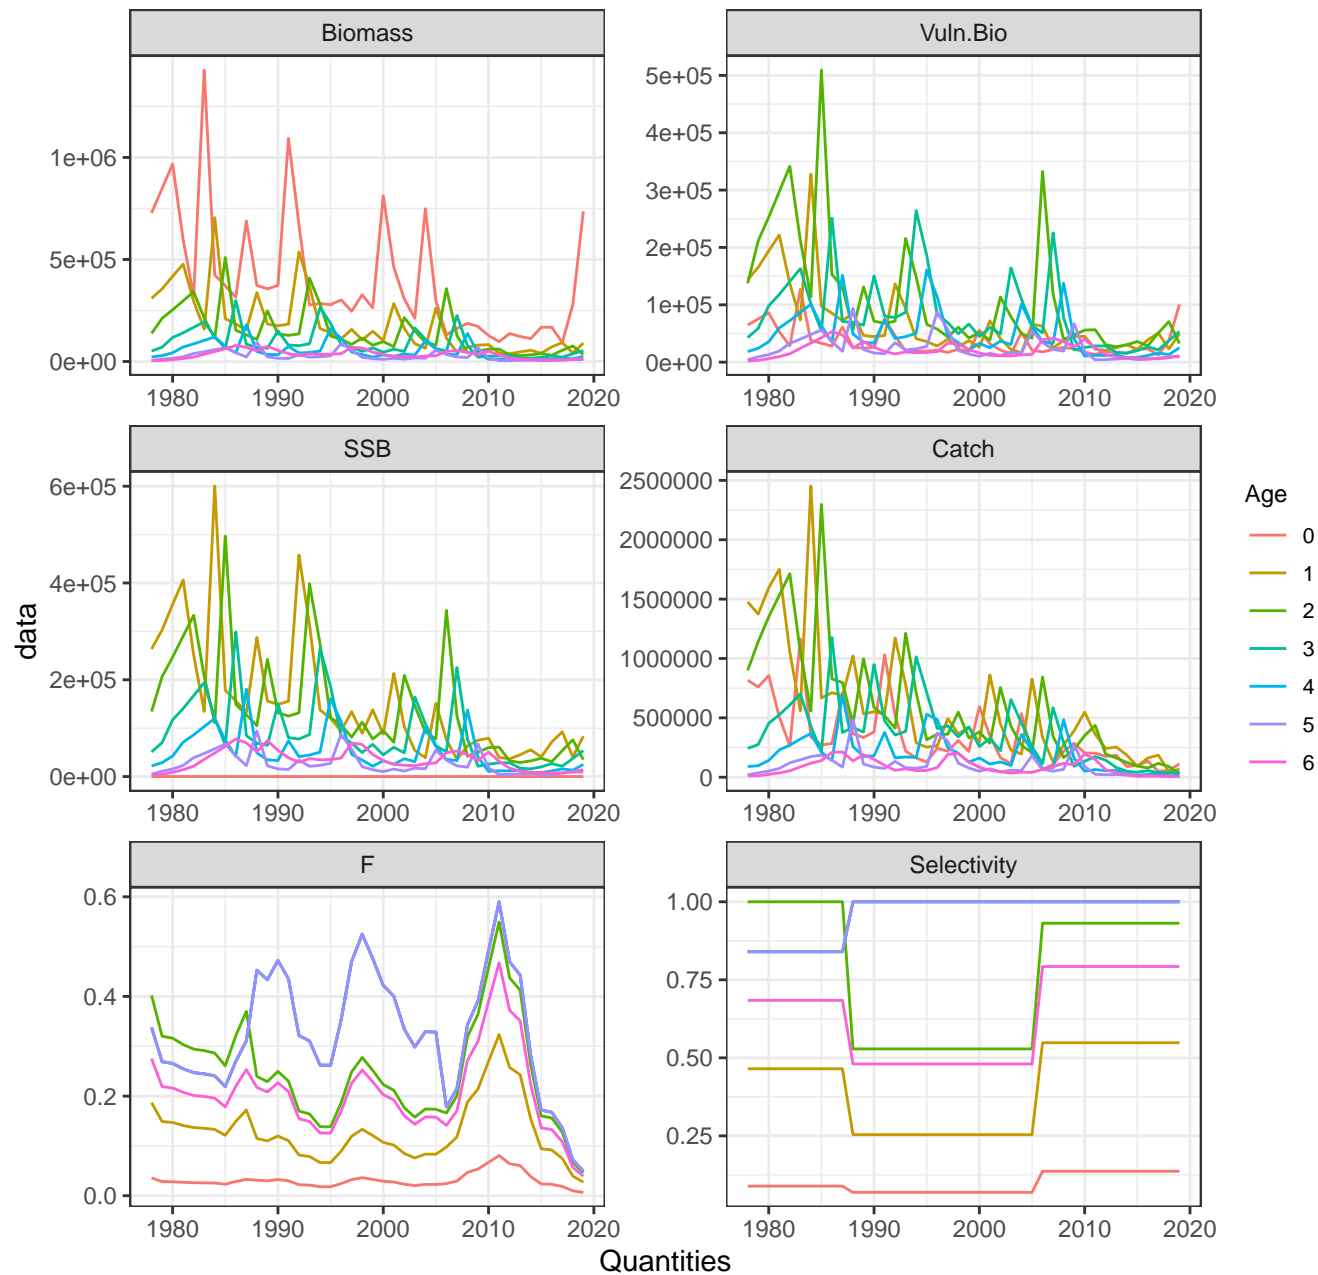 Biomass
Vuln.Bio
1e+06
5e+05
0e+00
5e+05
4e+05
3e+05
2e+05
1e+05
0e+00
1980 1990 2000 2010 2020
1980 1990 2000 2010 2020
SSB
Catch
6e+05
4e+05
2e+05
0e+00
2500000
2000000
1500000
1000000
500000
0
1980 1990 2000 2010 2020
1980 1990 2000 2010 2020
F
Selectivity
0.6
0.4
0.2
0.0
1.00
0.75
0.50
0.25
1980 1990 2000 2010 2020
1980 1990 2000 2010 2020
data
Quantities
Age
0
1
2
3
4
5
6